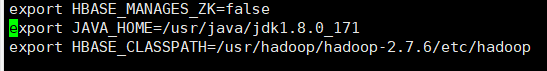 export HBASE_MANAGES_ZK=false
export JAVA_HOME=/usr/java/jdk1.8.0_171
export HBASE_CLASSPATH=/usr/hadoop/hadoop-2.7.6/etc/hadoop